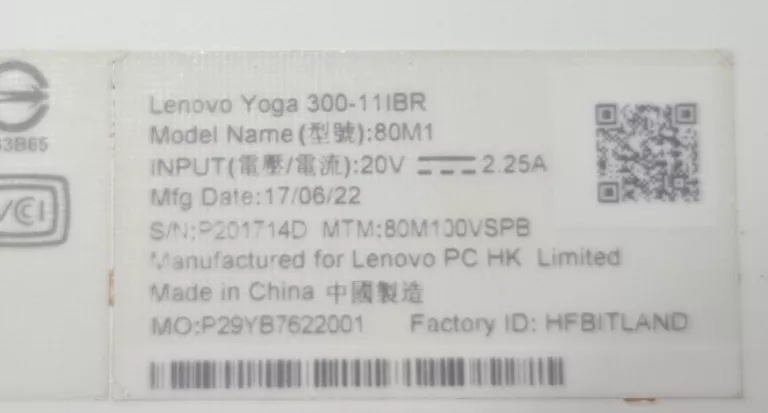 Lenovo Yoga 300-11IBR
Model Name(型號):80M1
INPUT(電壓/電流):20V 2.25A
Mfg Date:17/06/22
S/N:P201714D MTM:80M100VSPB
Manufactured for Lenovo PC HK Limited
Made in China 中國製造
MO:P29YB7622001 Factory ID: HFBITLAND